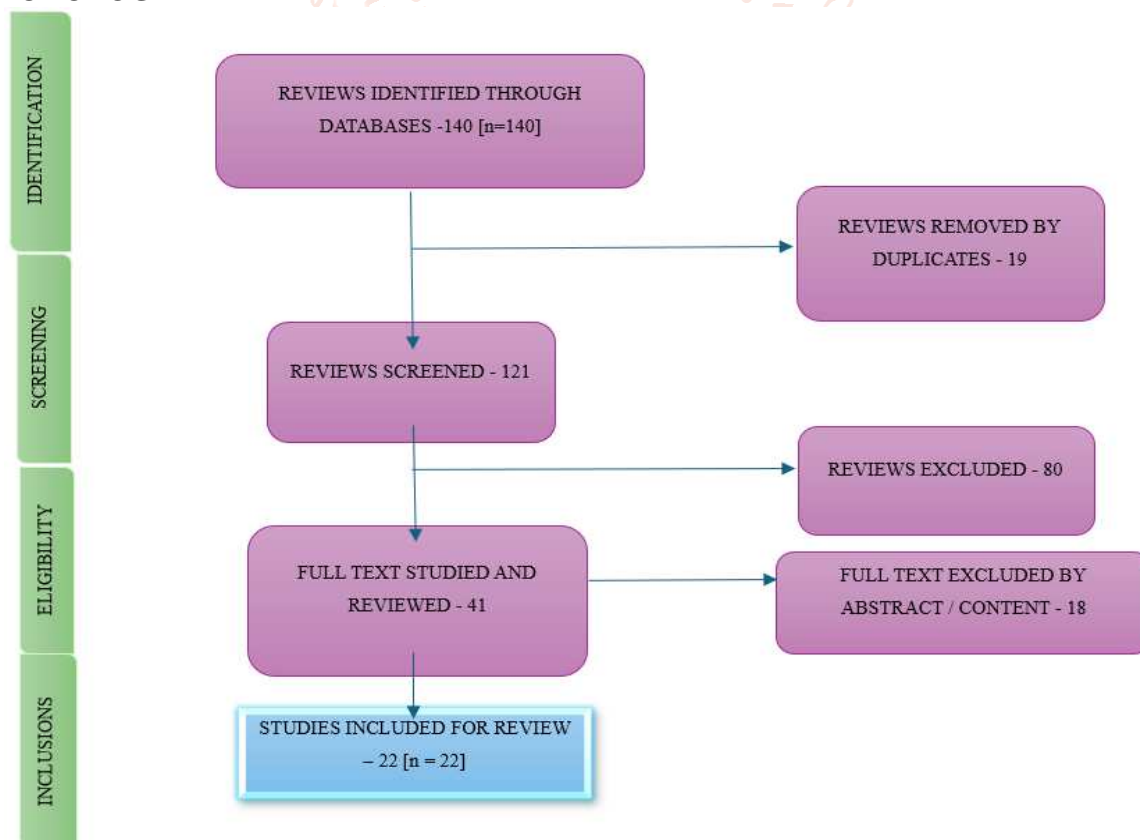 IDENTIFICATION
REVIEWS IDENTIFIED THROUGH
DATABASES -140 [n=140]
REVIEWS REMOVED BY
DUPLICATES - 19
SCREENING
REVIEWS SCREENED - 121
REVIEWS EXCLUDED - 80
ELIGIBILITY
FULL TEXT STUDIED AND
REVIEWED - 41
FULL TEXT EXCLUDED BY
ABSTRACT / CONTENT - 18
INCLUSIONS
STUDIES INCLUDED FOR REVIEW
– 22 [n = 22]